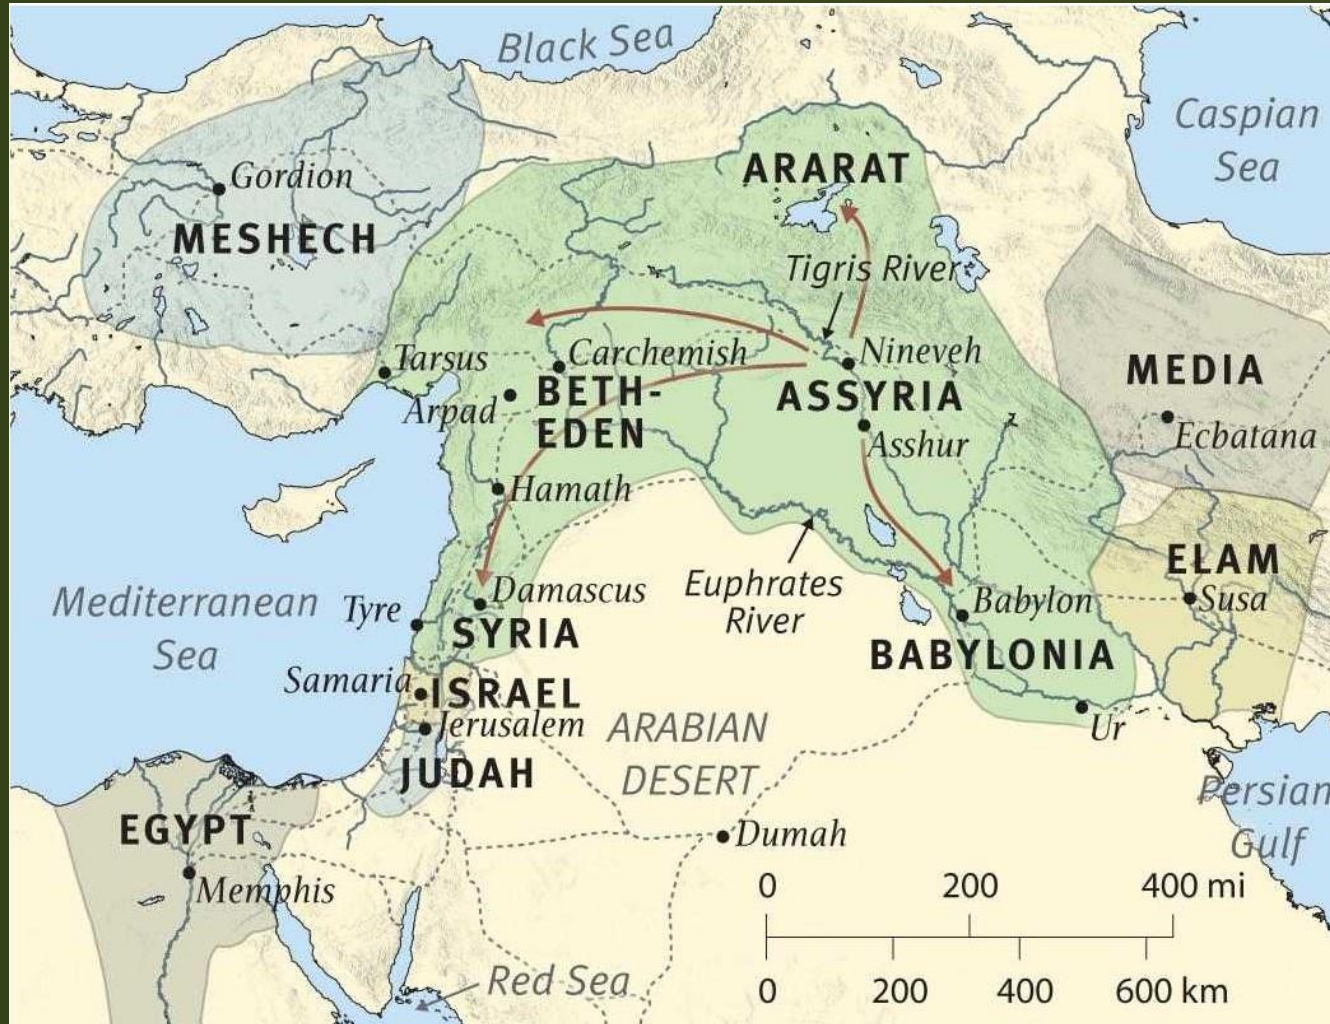 Black Sea
Caspian
Sea
ARARAT
Gordion
MESHECH
Tigris River
Tarsus
Carchemish
Nineveh
MEDIA
Arpad
BETH-
EDEN
ASSYRIA
Ecbatana
Asshur
Hamath
ELAM
Susa
Mediterranean
Sea
Tyre
Damascus
SYRIA
Euphrates
River
Babylon
BABYLONIA
Samaria
ISRAEL
Jerusalem
JUDAH
ARABIAN
DESERT
Ur
Persian
Gulf
EGYPT
Memphis
Dumah
0 200 400 mi
0 200 400 600 km
Red Sea